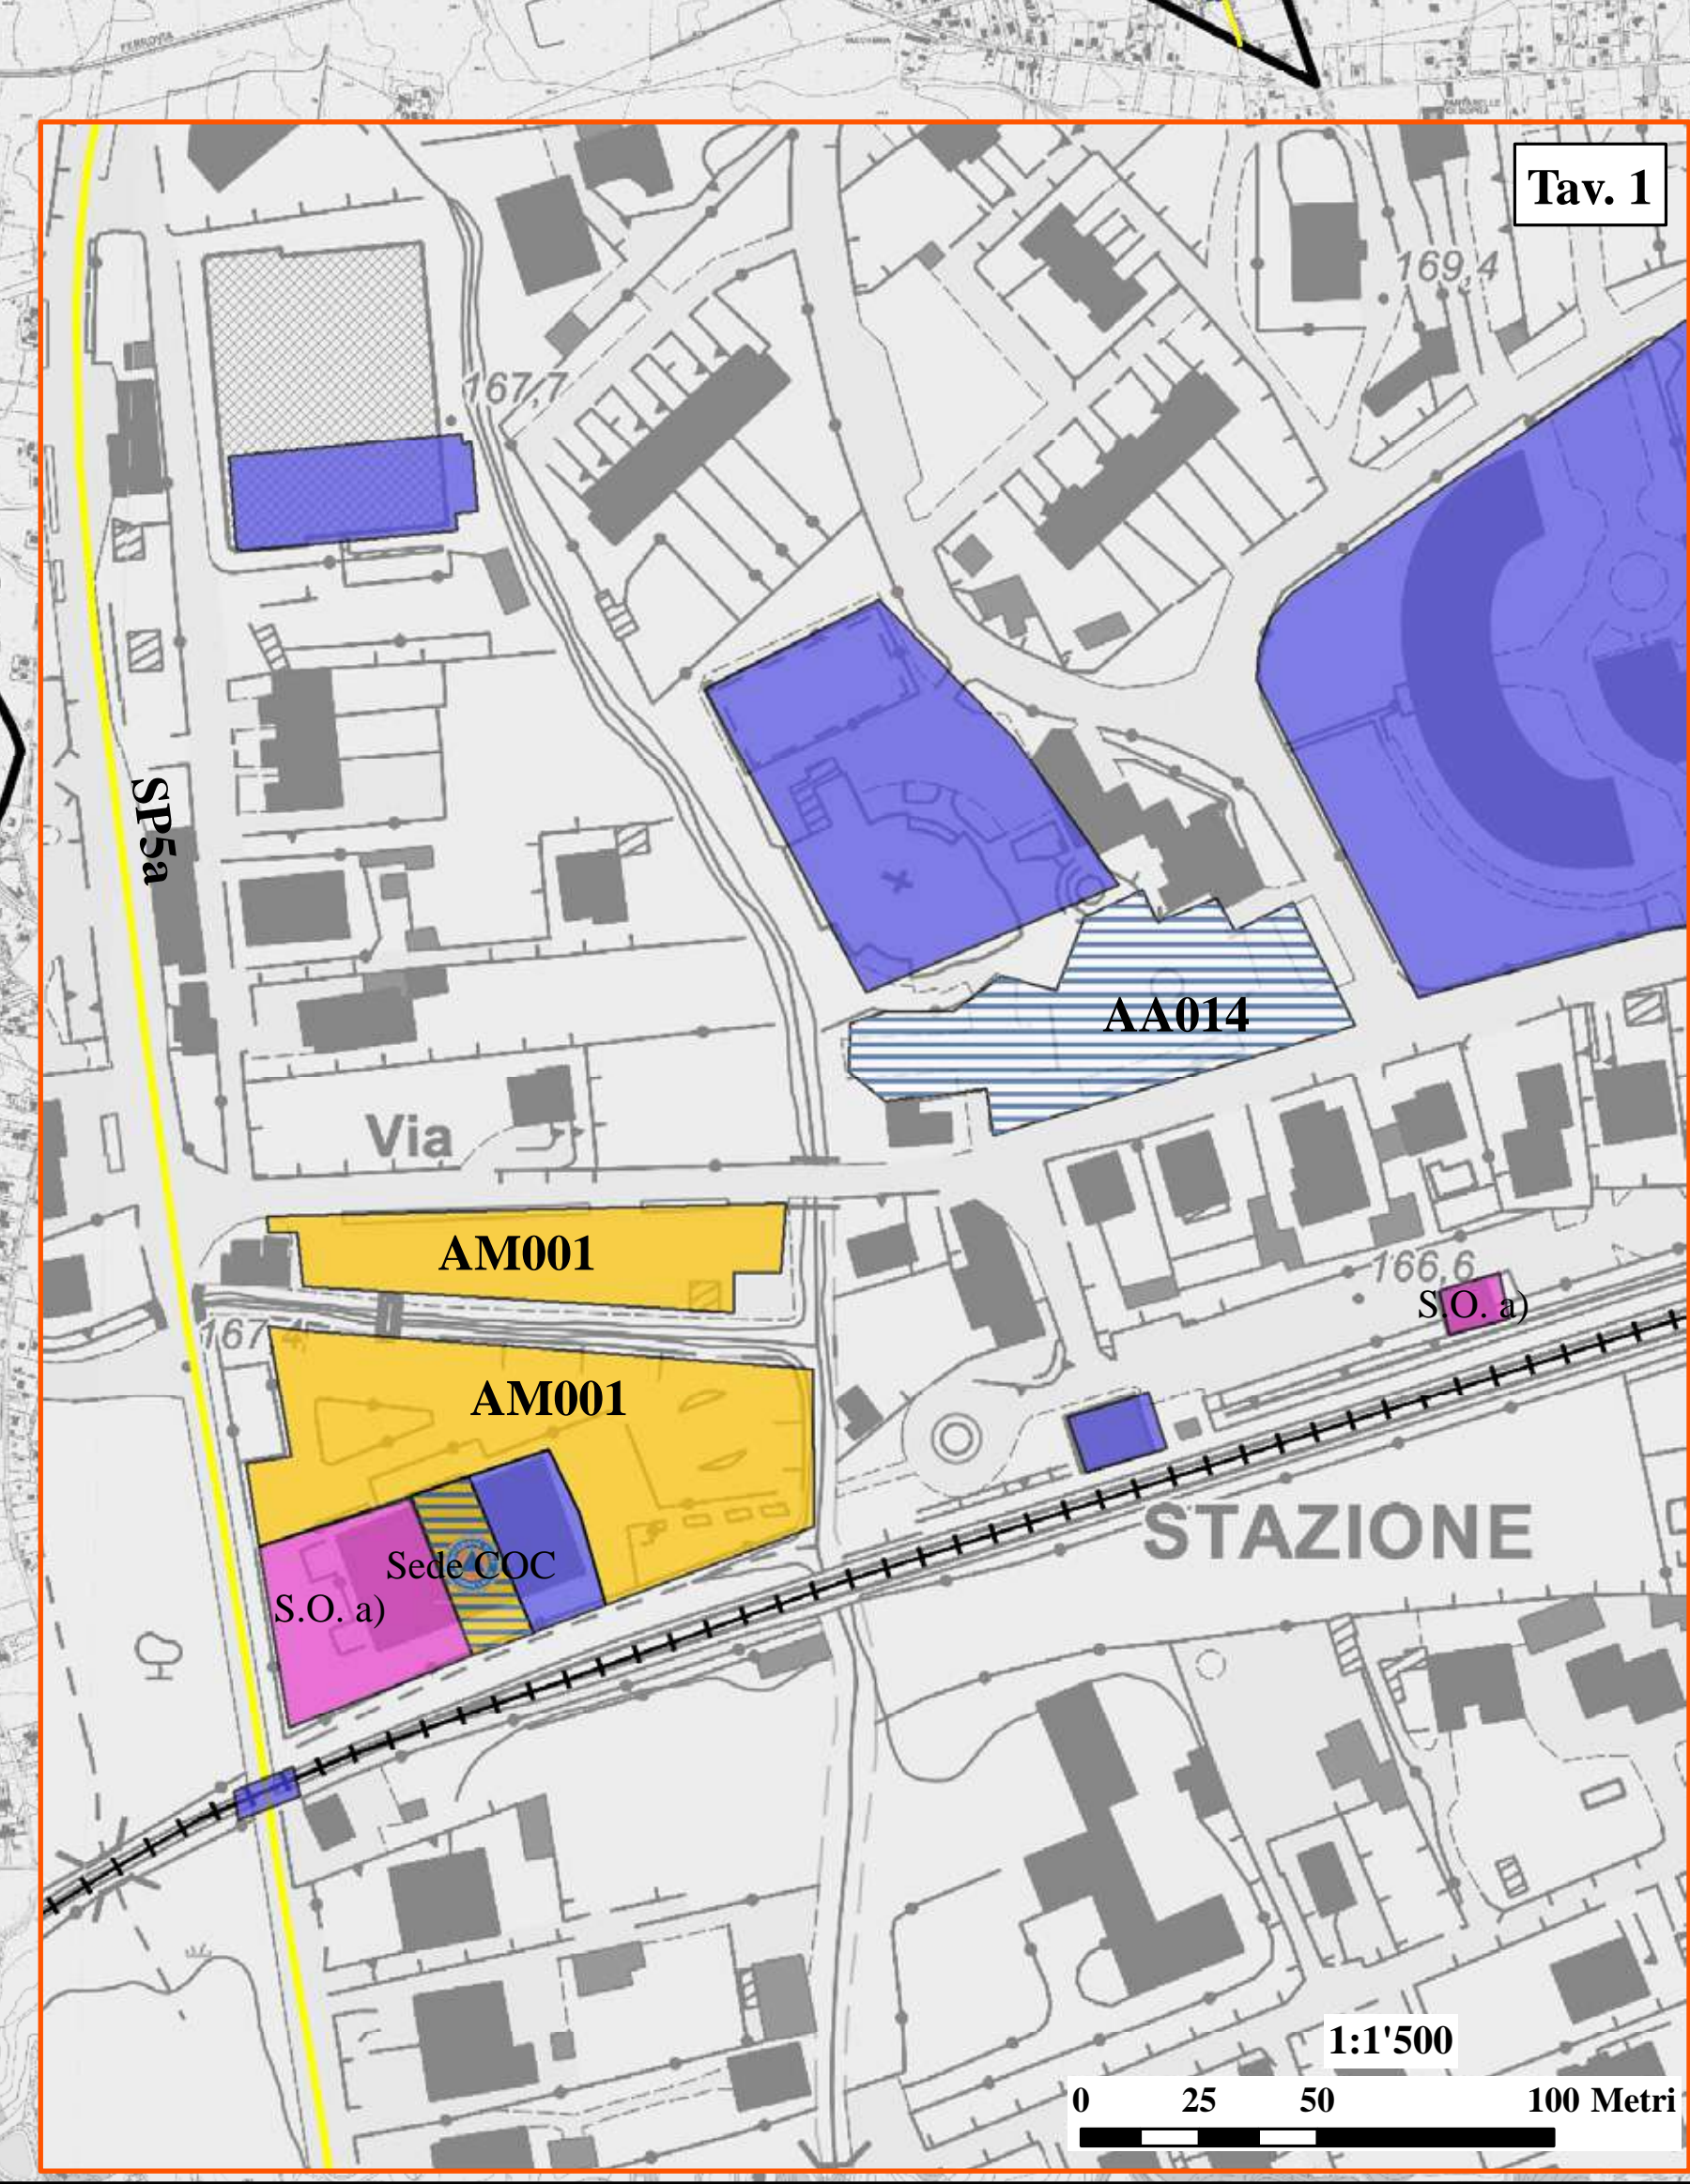 FERROVIA
Tav. 1
169,4
167,7
SP5a
AA014
Via
AM001
166,6
S.O. a)
167,4
AM001
STAZIONE
Sede COC
S.O. a)
1:1'500
0 25 50 100 Metri